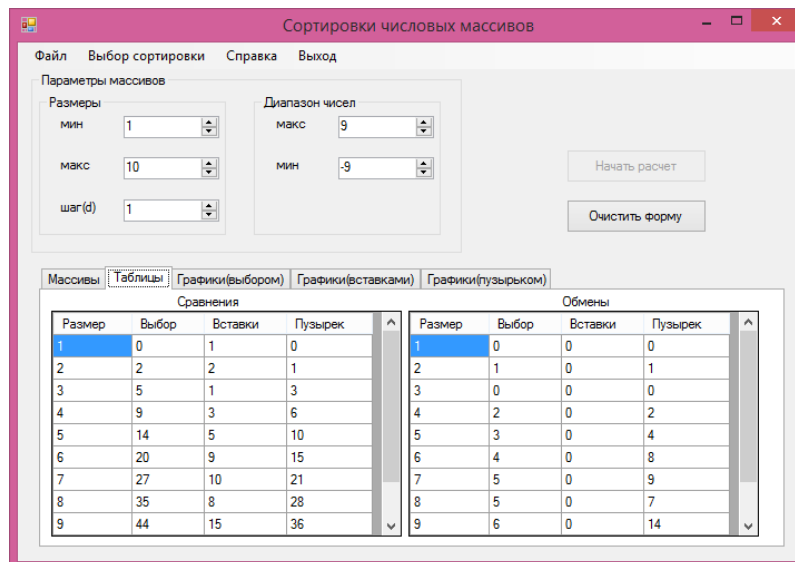 Сортировки числовых массивов
Файл Выбор сортировки Справка Выход
Параметры массивов
Размеры
мин 1
макс 10
шаг(d) 1
Диапазон чисел
макс 9
мин -9
Начать расчет
Очистить форму
Массивы Таблицы Графики(выбором) Графики(вставками) Графики(пузырьком)
Сравнения
Размер Выбор Вставки Пузырек
1 0 1 0
2 2 2 1
3 5 1 3
4 9 3 6
5 14 5 10
6 20 9 15
7 27 10 21
8 35 8 28
9 44 15 36
Обмены
Размер Выбор Вставки Пузырек
1 0 0 0
2 1 0 1
3 0 0 0
4 2 0 2
5 3 0 4
6 4 0 8
7 5 0 9
8 5 0 7
9 6 0 14